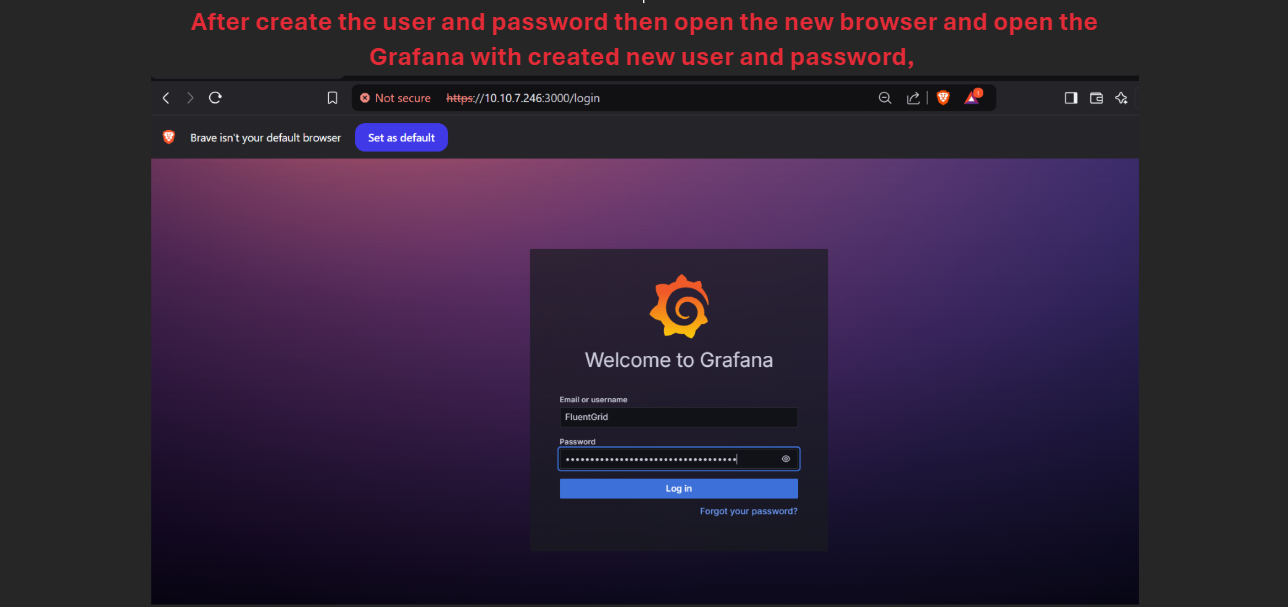 After create the user and password then open the new browser and open the
Grafana with created new user and password,
Not secure https://10.10.7.246:3000/login
Brave isn't your default browser Set as default
Welcome to Grafana
Email or username
FluentGrid
Password
Log in
Forgot your password?